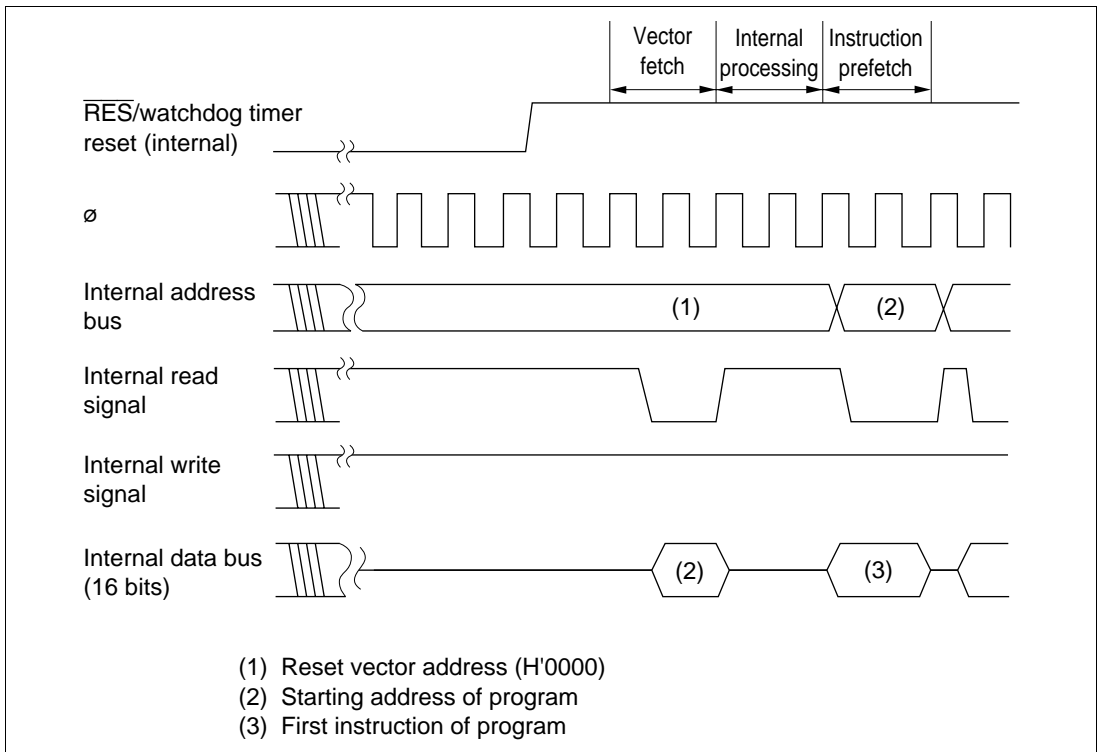 Vector fetch
Internal processing
Instruction prefetch
R̅E̅S̅/watchdog timer
reset (internal)
ø
Internal address
bus
(1)
(2)
Internal read
signal
Internal write
signal
Internal data bus
(16 bits)
(2)
(3)
(1) Reset vector address (H'0000)
(2) Starting address of program
(3) First instruction of program